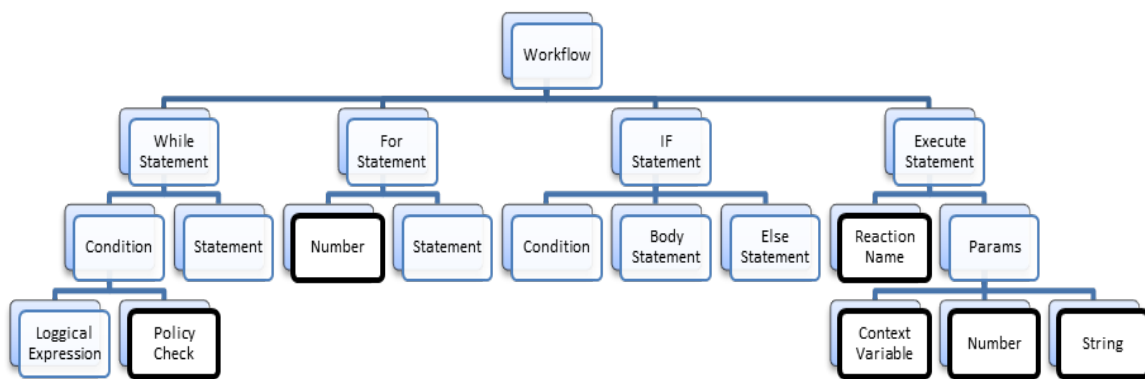 Workflow
While
Statement
For
Statement
IF
Statement
Execute
Statement
Condition
Statement
Number
Statement
Condition
Body
Statement
Else
Statement
Reaction
Name
Params
Loggical
Expression
Policy
Check
Context
Variable
Number
String